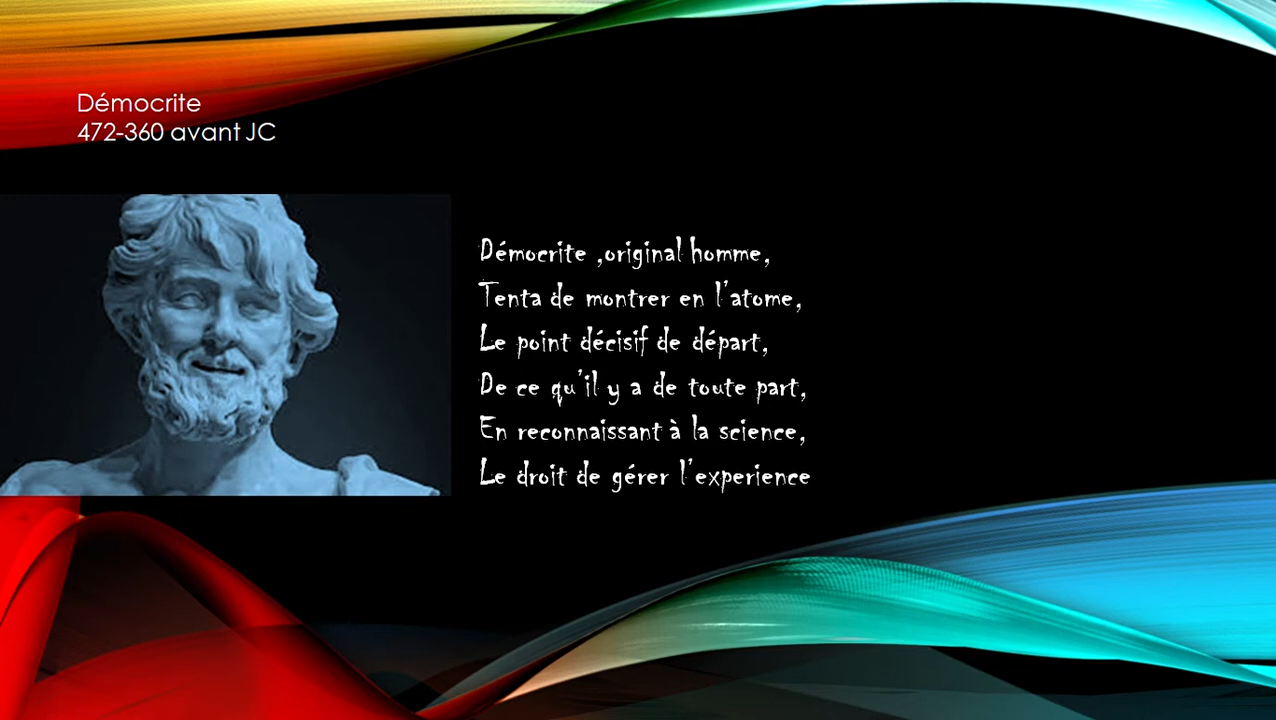 Démocrite
472-360 avant JC
Démocrite ,original homme,
Tenta de montrer en l'atome,
Le point décisif de départ,
De ce qu'il y a de toute part,
En reconnaissant à la science,
Le droit de gérer l'experience